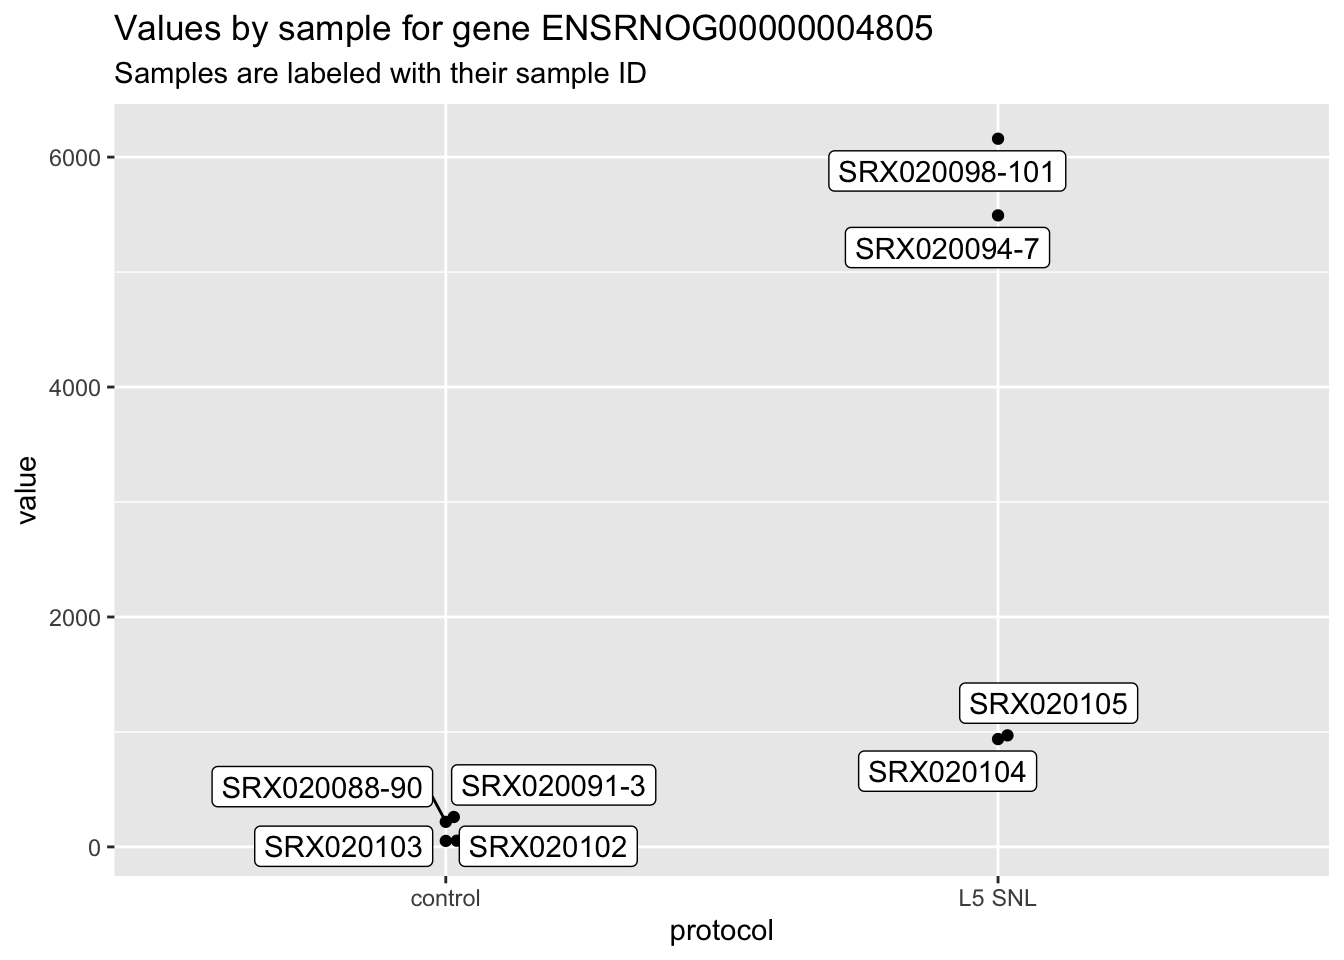 Values by sample for gene ENSRNOG00000004805
Samples are labeled with their sample ID
6000
4000
2000
0
value
SRX020098-101
SRX020094-7
SRX020105
SRX020104
SRX020088-90
SRX020091-3
SRX020103
SRX020102
control
L5 SNL
protocol